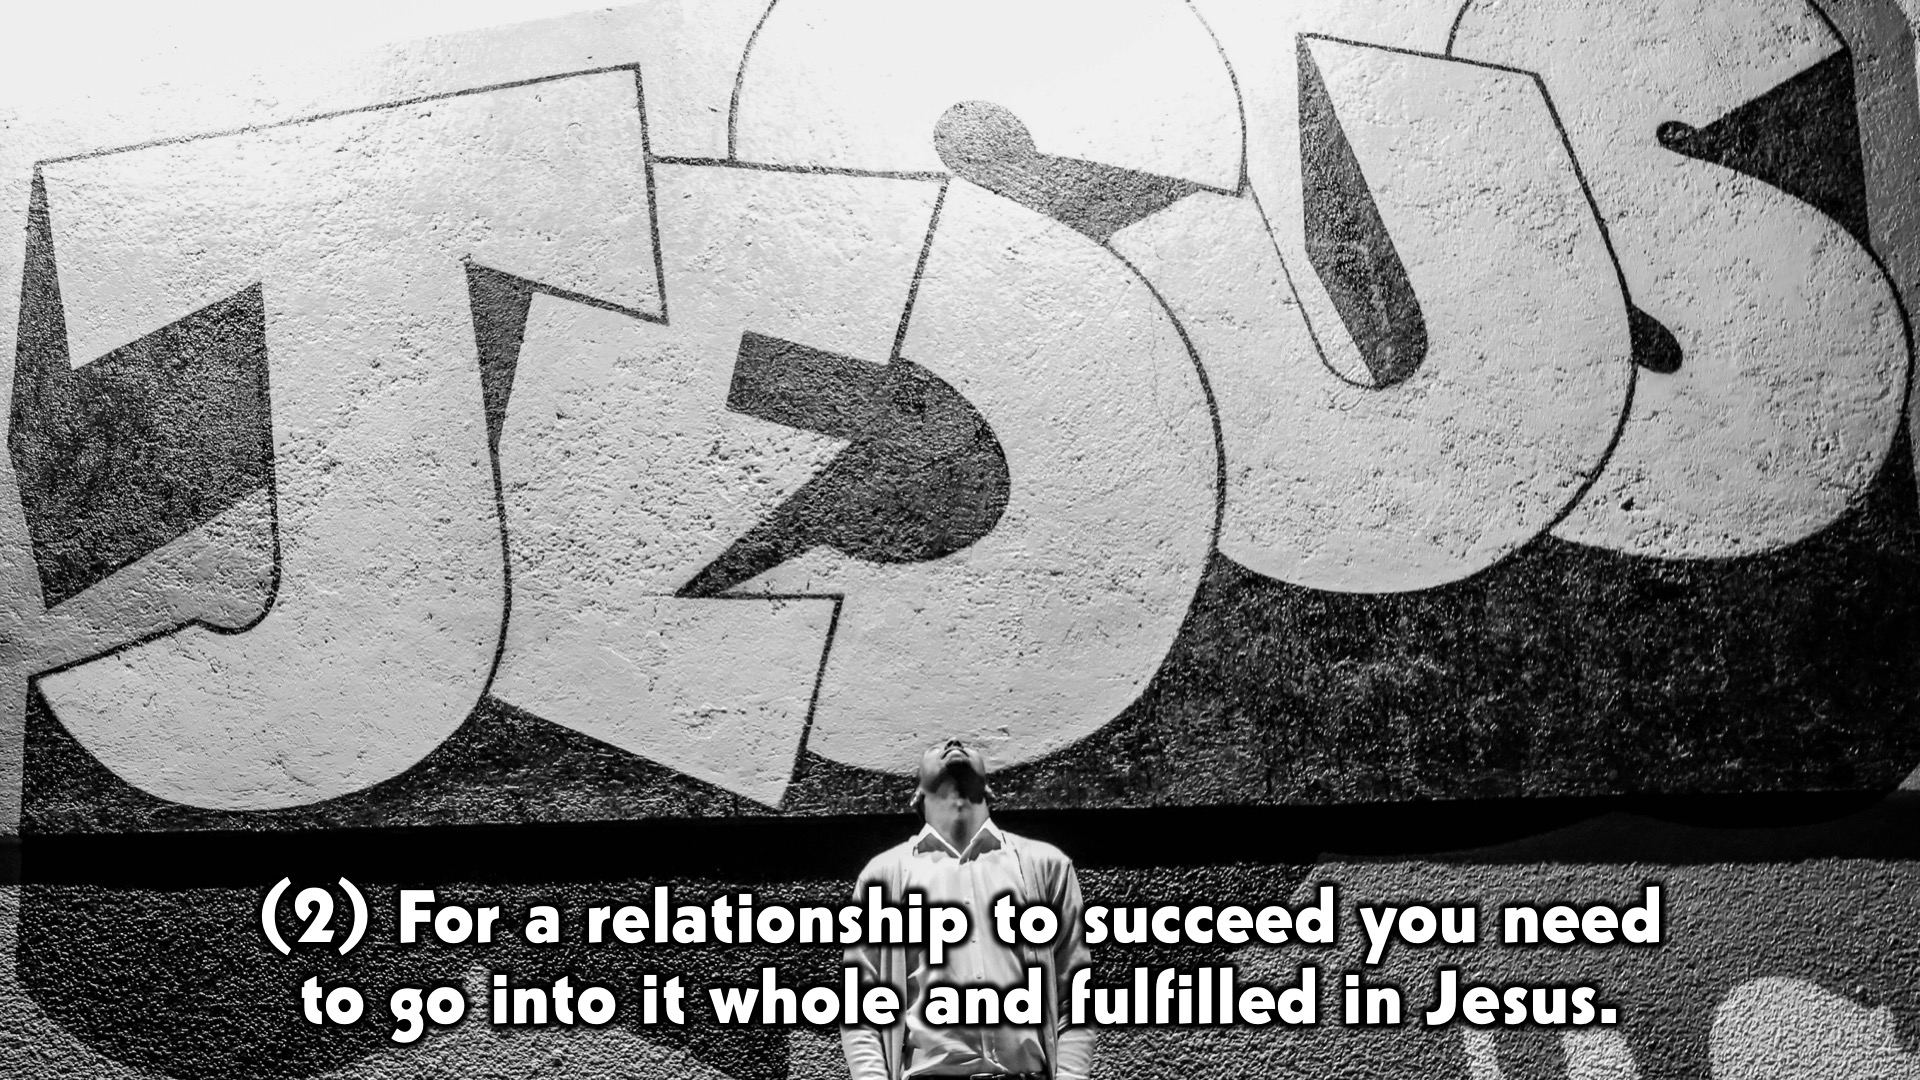 JESUS
(2) For a relationship to succeed you need
to go into it whole and fulfilled in Jesus.